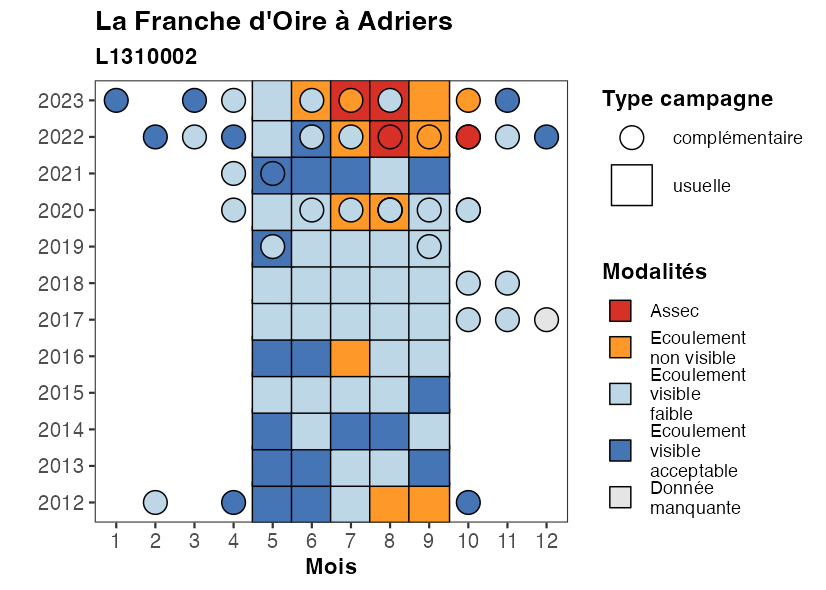 La Franche d'Oire à Adriers
L1310002
2023
2022
2021
2020
2019
2018
2017
2016
2015
2014
2013
2012
1 2 3 4 5 6 7 8 9 10 11 12
Mois
Type campagne
complémentaire
usuelle
Modalités
Assec
Ecoulement
non visible
Ecoulement
visible
faible
Ecoulement
visible
acceptable
Donnée
manquante